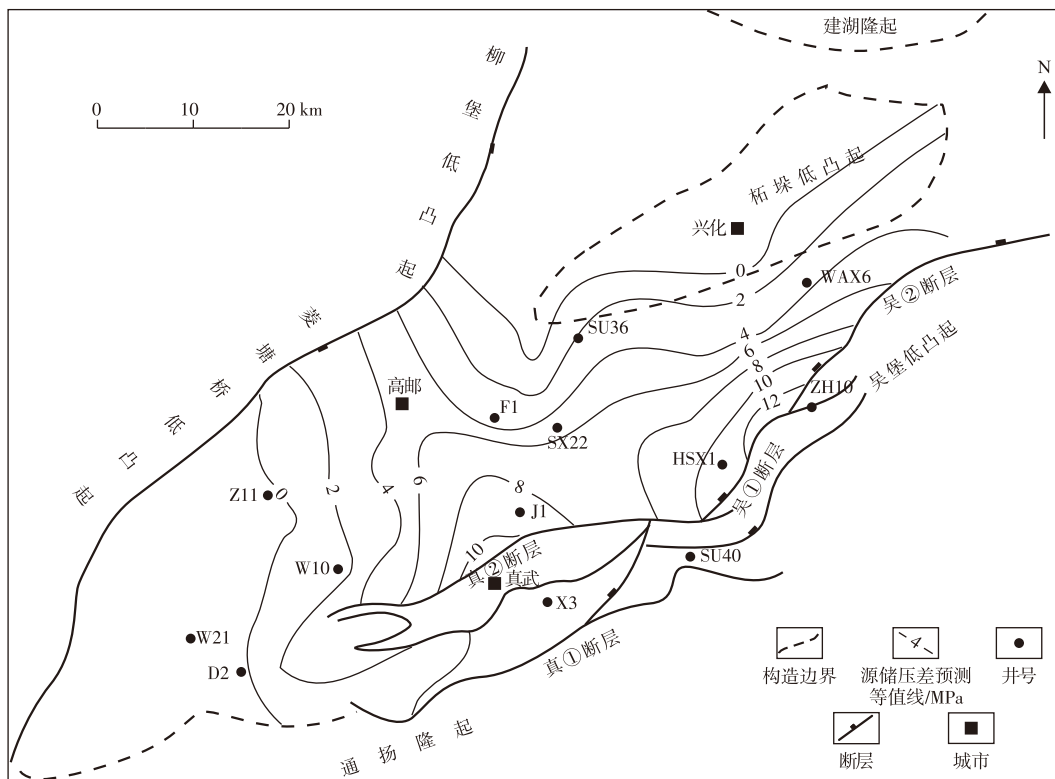 建湖隆起
N
0 10 20 km
柳堡低凸起
柘垛低凸起
兴化
0
WAX6
2
吴②断层
SU36
4
6
8
10
12
吴堡低凸起
ZH10
菱塘桥低凸起
高邮
F1
SX22
HSX1
吴①断层
Z11
0
2
4
6
8
J1
10
真②断层
真武
SU40
W10
X3
W21
D2
真①断层
通扬隆起
4
构造边界
源储压差预测
等值线/MPa
井号
断层
城市